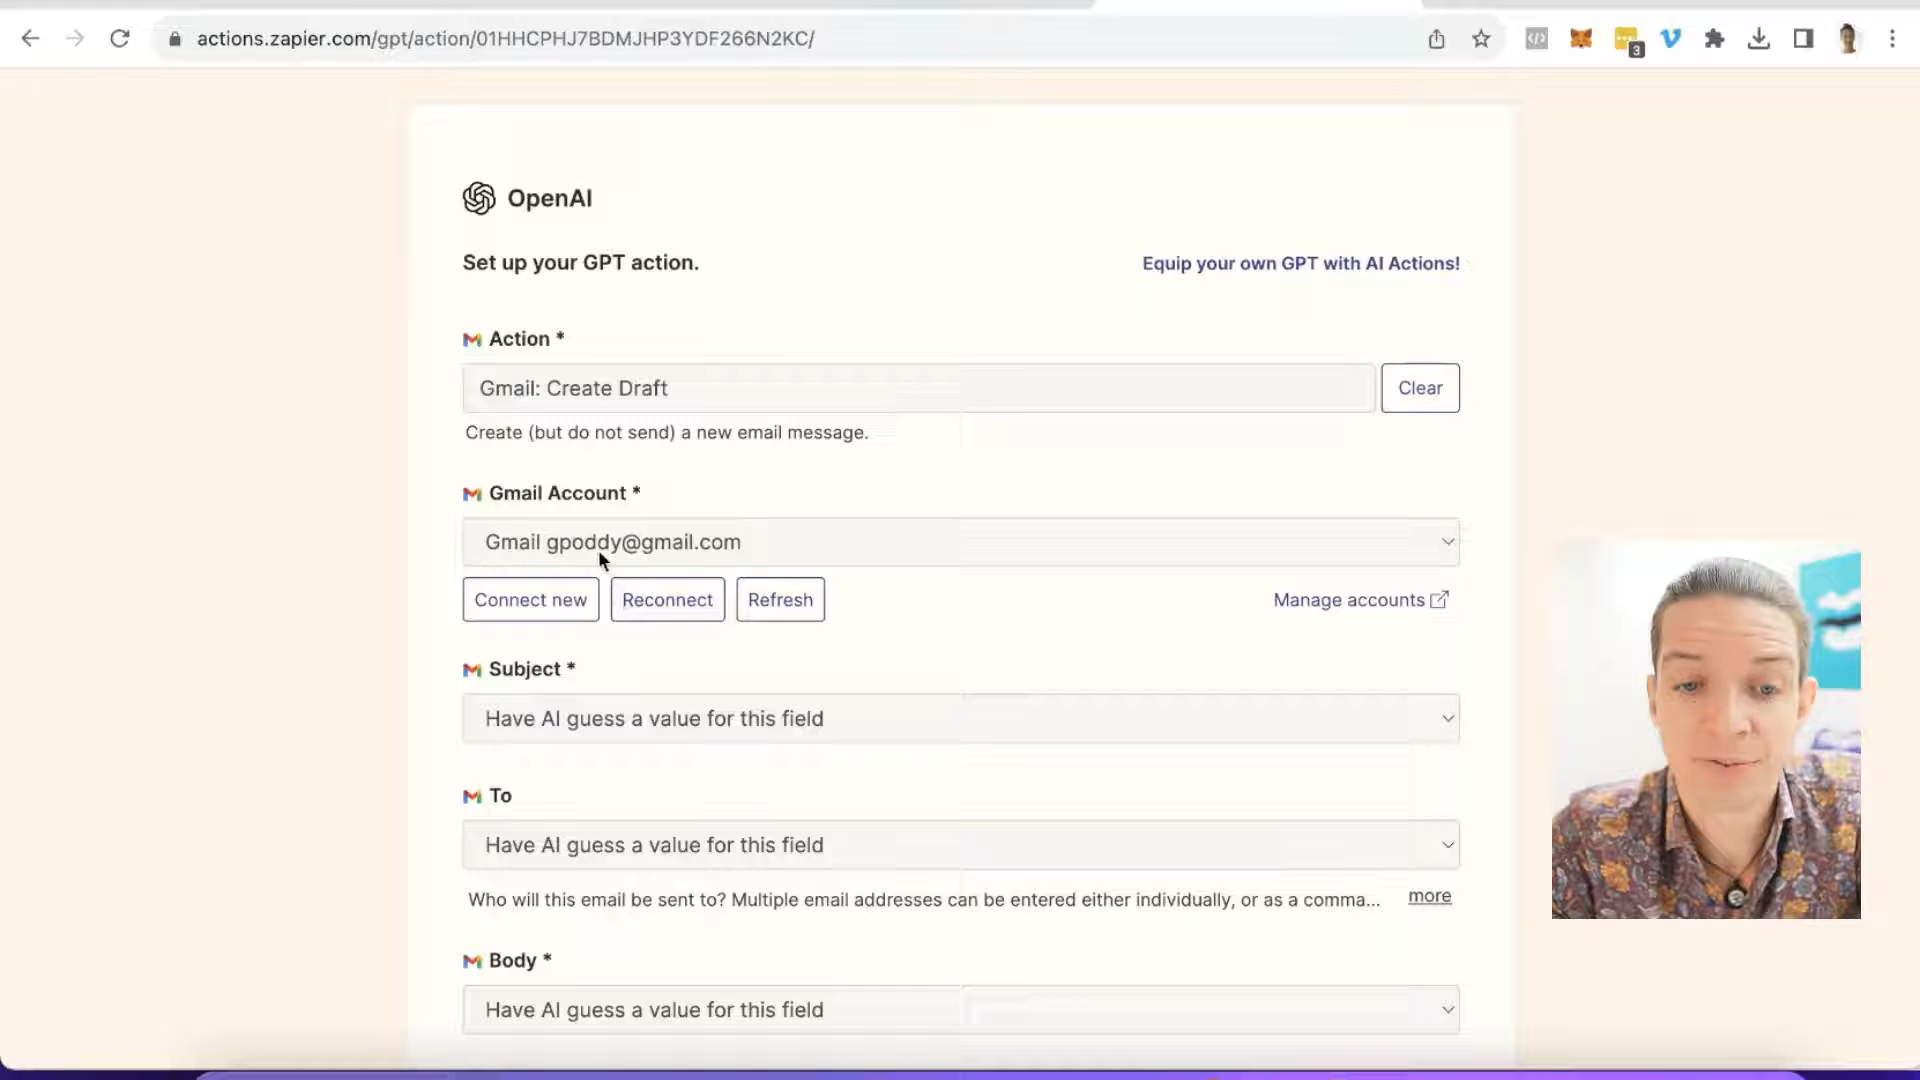 actions.zapier.com/gpt/action/01HHCPHJ7BDMJHP3YDF266N2KC/
3
OpenAI
Set up your GPT action.
Equip your own GPT with AI Actions!
Action *
Gmail: Create Draft
Clear
Create (but do not send) a new email message.
Gmail Account *
Gmail gpoddy@gmail.com
Connect new
Reconnect
Refresh
Manage accounts
Subject *
Have AI guess a value for this field
To
Have AI guess a value for this field
Who will this email be sent to? Multiple email addresses can be entered either individually, or as a comma...
more
Body *
Have AI guess a value for this field